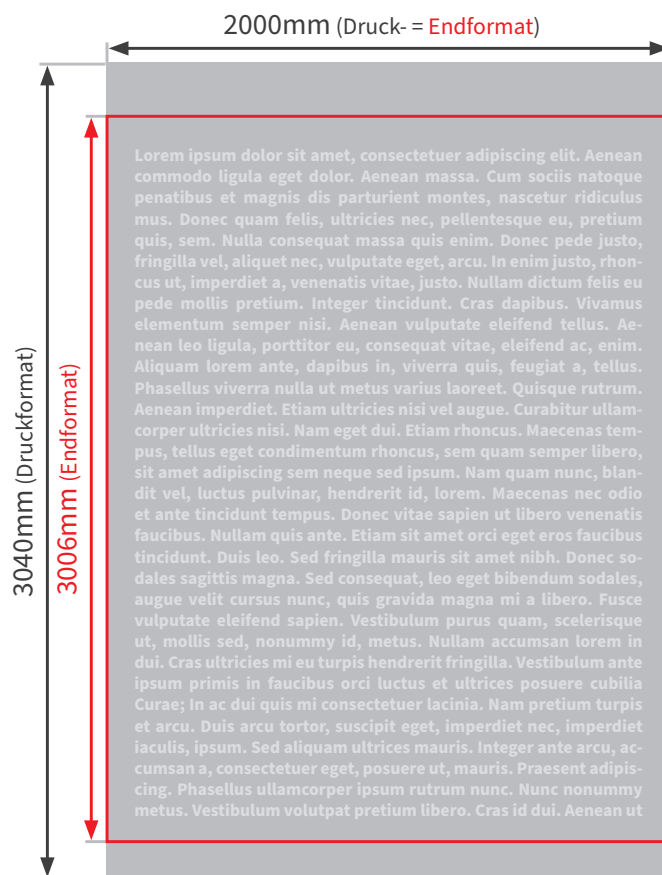 2000mm (Druck- = Endformat)
3040mm (Druckformat)
3006mm (Endformat)
Lorem ipsum dolor sit amet, consectetuer adipiscing elit. Aenean
commodo ligula eget dolor. Aenean massa. Cum sociis natoque
penatibus et magnis dis parturient montes, nascetur ridiculus
mus. Donec quam felis, ultricies nec, pellentesque eu, pretium
quis, sem. Nulla consequat massa quis enim. Donec pede justo,
fringilla vel, aliquet nec, vulputate eget, arcu. In enim justo, rhon-
cus ut, imperdiet a, venenatis vitae, justo. Nullam dictum felis eu
pede mollis pretium. Integer tincidunt. Cras dapibus. Vivamus
elementum semper nisi. Aenean vulputate eleifend tellus. Ae-
nean leo ligula, porttitor eu, consequat vitae, eleifend ac, enim.
Aliquam lorem ante, dapibus in, viverra quis, feugiat a, tellus.
Phasellus viverra nulla ut metus varius laoreet. Quisque rutrum.
Aenean imperdiet. Etiam ultricies nisi vel augue. Curabitur ullam-
corper ultricies nisi. Nam eget dui. Etiam rhoncus. Maecenas tem-
pus, tellus eget condimentum rhoncus, sem quam semper libero,
sit amet adipiscing sem neque sed ipsum. Nam quam nunc, blan-
dit vel, luctus pulvinar, hendrerit id, lorem. Maecenas nec odio
et ante tincidunt tempus. Donec vitae sapien ut libero venenatis
faucibus. Nullam quis ante. Etiam sit amet orci eget eros faucibus
tincidunt. Duis leo. Sed fringilla mauris sit amet nibh. Donec so-
dales sagittis magna. Sed consequat, leo eget bibendum sodales,
augue velit cursus nunc, quis gravida magna mi a libero. Fusce
vulputate eleifend sapien. Vestibulum purus quam, scelerisque
ut, mollis sed, nonummy id, metus. Nullam accumsan lorem in
dui. Cras ultricies mi eu turpis hendrerit fringilla. Vestibulum ante
ipsum primis in faucibus orci luctus et ultrices posuere cubilia
Curae; In ac dui quis mi consectetuer lacinia. Nam pretium turpis
et arcu. Duis arcu tortor, suscipit eget, imperdiet nec, imperdiet
iaculis, ipsum. Sed aliquam ultrices mauris. Integer ante arcu, ac-
cumsan a, consectetuer eget, posuere ut, mauris. Praesent adipis-
cing. Phasellus ullamcorper ipsum rutrum nunc. Nunc nonummy
metus. Vestibulum volutpat pretium libero. Cras id dui. Aenean ut